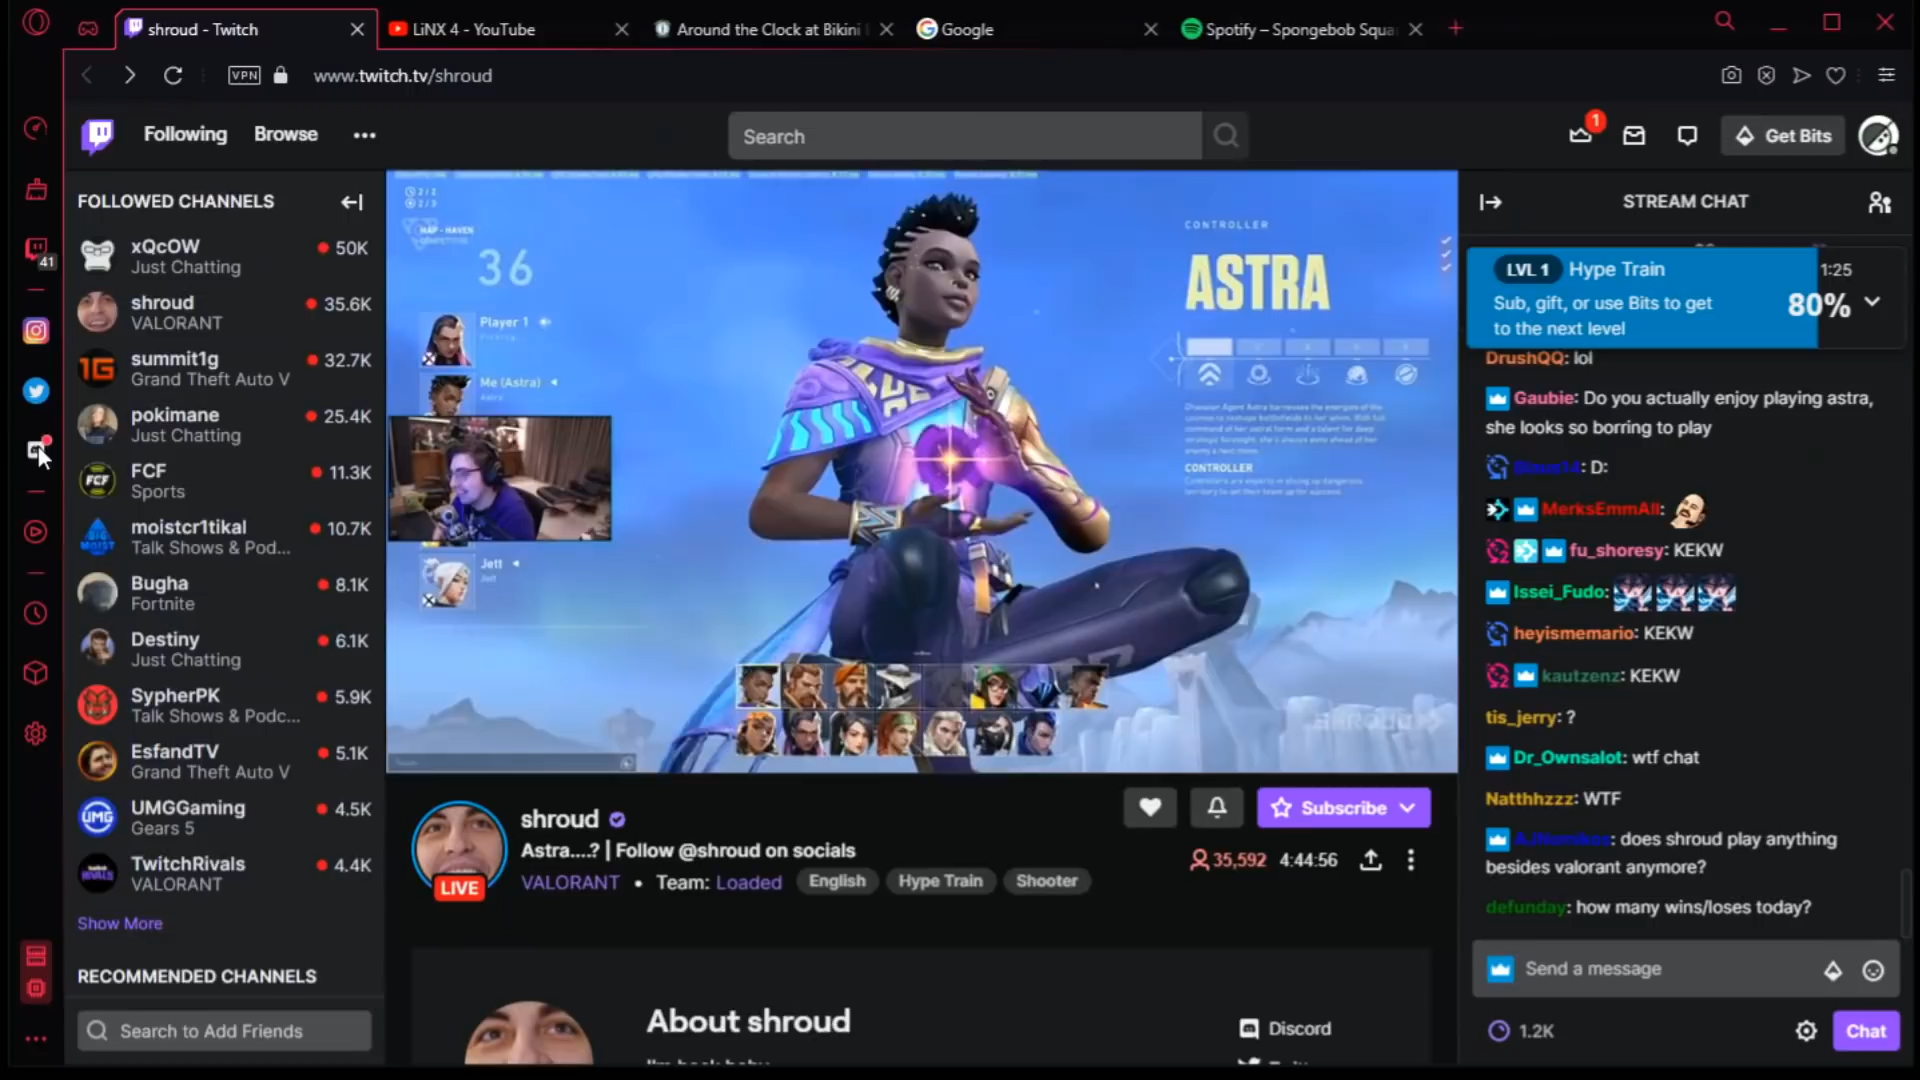 shroud - Twitch
LiNX 4 - YouTube
Around the Clock at Bikini
Google
Spotify – Spongebob Squa
VPN
www.twitch.tv/shroud
Following
Browse
Search
1
Get Bits
41
FOLLOWED CHANNELS
xQcOW
50K
Just Chatting
shroud
35.6K
VALORANT
summit1g
32.7K
Grand Theft Auto V
pokimane
25.4K
Just Chatting
FCF
11.3K
Sports
moistcr1tikal
10.7K
Talk Shows & Pod...
Bugha
8.1K
Fortnite
Destiny
6.1K
Just Chatting
SypherPK
5.9K
Talk Shows & Podc...
EsfandTV
5.1K
Grand Theft Auto V
UMGGaming
4.5K
Gears 5
TwitchRivals
4.4K
VALORANT
Show More
RECOMMENDED CHANNELS
Search to Add Friends
MAP - HAVEN
36
Player 1
Me (Astra)
Astra
Jett
Jett
CONTROLLER
ASTRA
CONTROLLER
LIVE
shroud
Astra....? | Follow @shroud on socials
VALORANT • Team: Loaded
English
Hype Train
Shooter
Subscribe
35,592
4:44:56
About shroud
Discord
STREAM CHAT
LVL 1 Hype Train
1:25
Sub, gift, or use Bits to get
to the next level
80%
DrushQQ: lol
Gaubie: Do you actually enjoy playing astra,
she looks so borring to play
: D:
MerksEmmAll:
fu_shoresy: KEKW
Issei_Fudo:
heyismemario: KEKW
kautzenz: KEKW
tis_jerry: ?
Dr_Ownsalot: wtf chat
Natthhzzz: WTF
: does shroud play anything
besides valorant anymore?
defunday: how many wins/loses today?
Send a message
1.2K
Chat